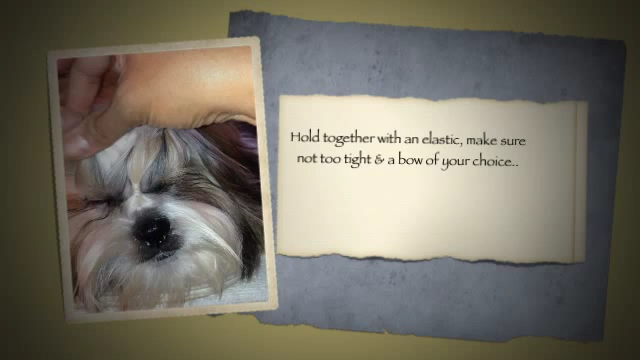 Hold together with an elastic, make sure
not too tight & a bow of your choice..